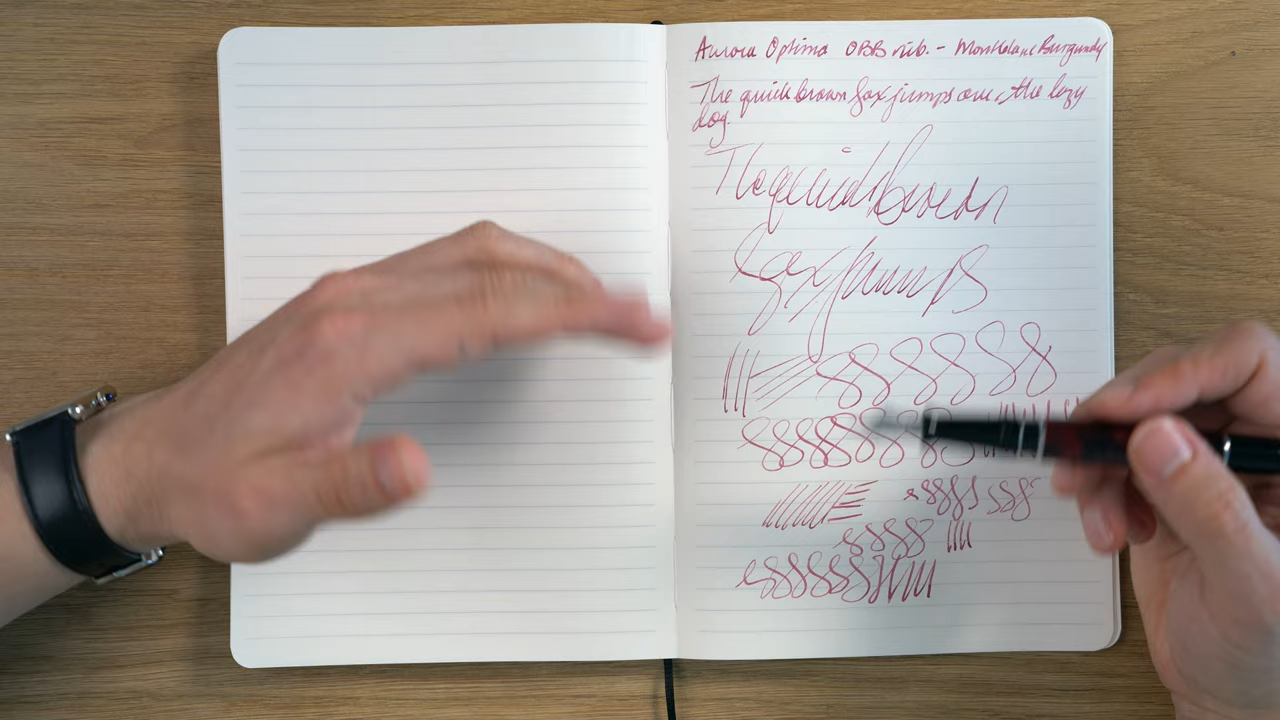 Aurora Optima OBB nib. - Montblanc Burgundy
The quick brown fox jumps over the lazy
dog.
The quick brown
fox jumps